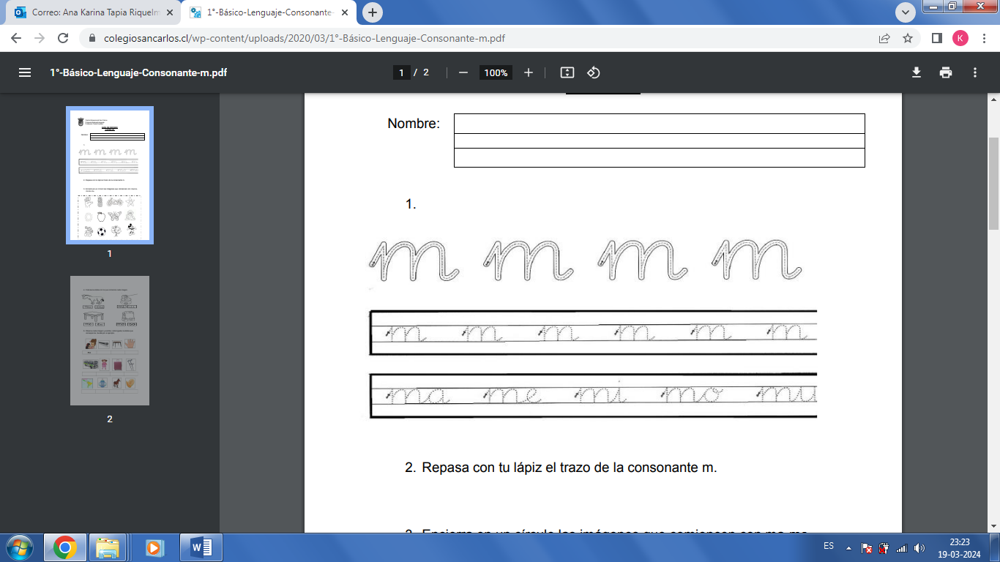 Correo: Ana Karina Tapia Riquelm
1°-Básico-Lenguaje-Consonante-
colegiosancarlos.cl/wp-content/uploads/2020/03/1°-Básico-Lenguaje-Consonante-m.pdf
K
1°-Básico-Lenguaje-Consonante-m.pdf
1 / 2
100%
Nombre:
1.
m m m m
m m m m m m
ma me mi mo mu
2. Repasa con tu lápiz el trazo de la consonante m.
3. Encierra en un círculo las imágenes que comiencen con ma-me-
1
2
ES
23:23
19-03-2024